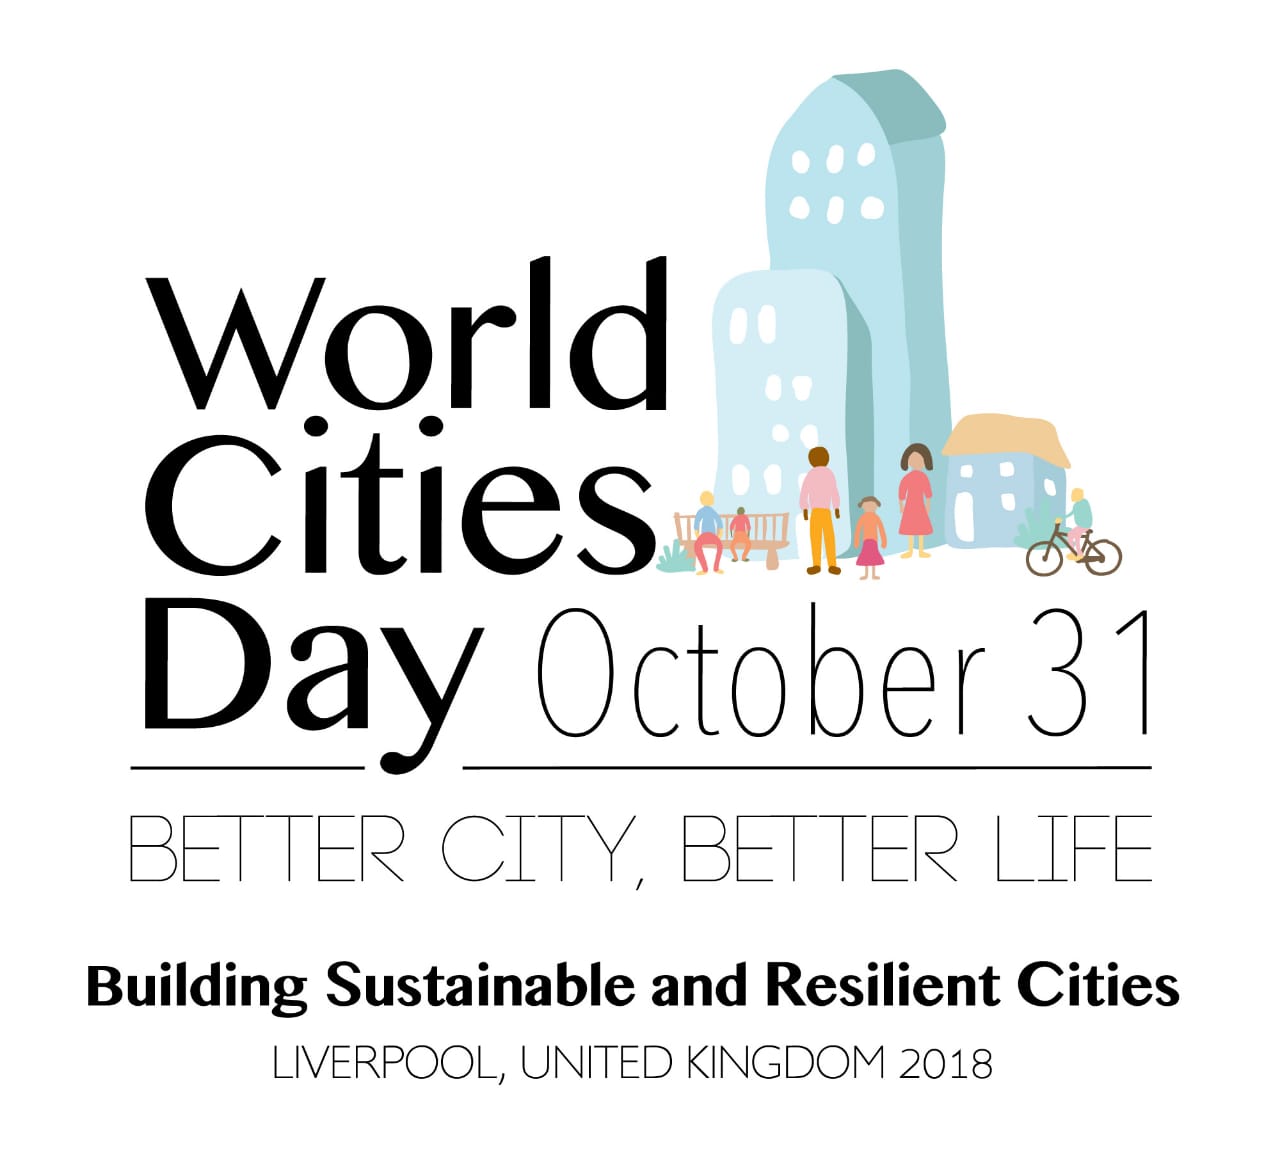 World
Cities
Day October 31
BETTER CITY, BETTER LIFE
Building Sustainable and Resilient Cities
LIVERPOOL, UNITED KINGDOM 2018